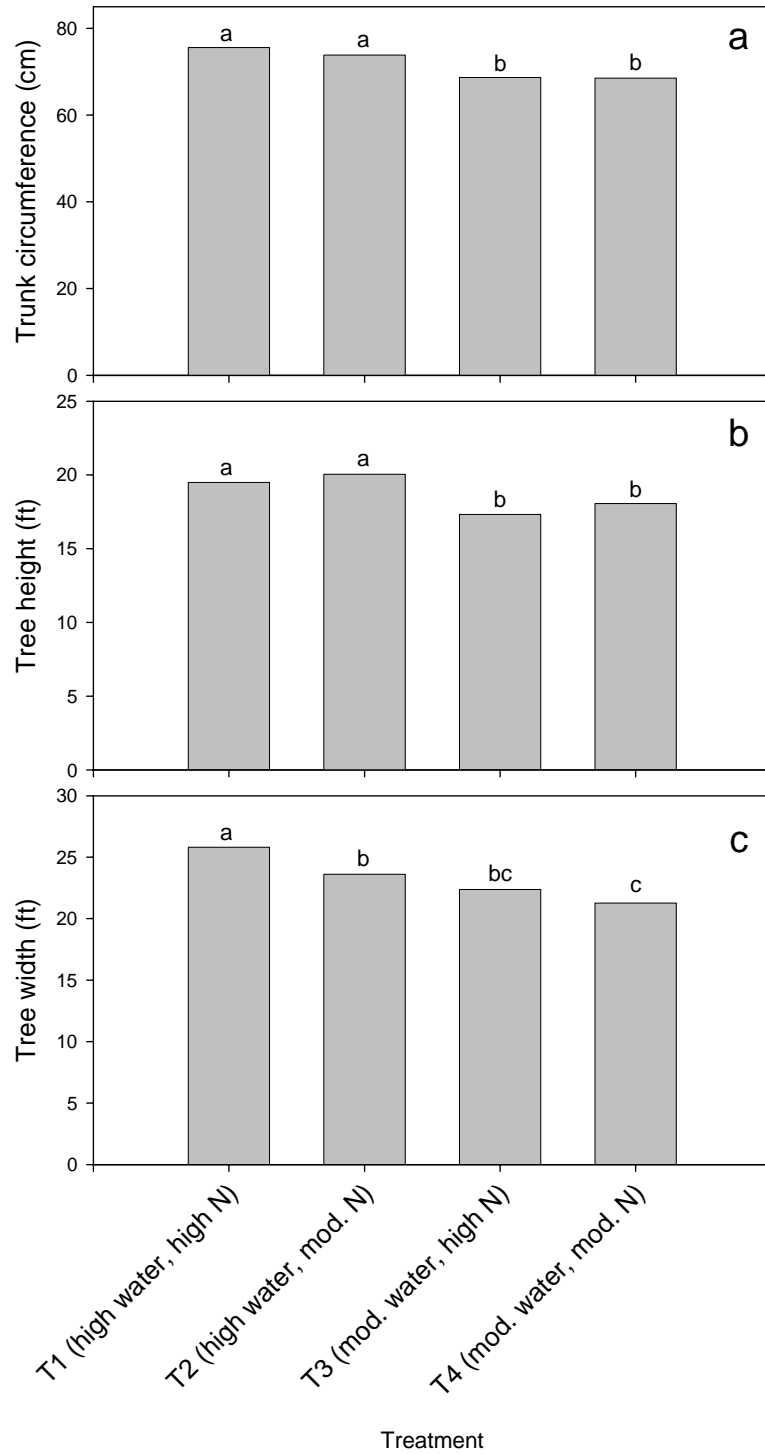 a
Trunk circumference (cm)
80
60
40
20
0
a
a
b
b
b
Tree height (ft)
25
20
15
10
5
0
a
a
b
b
c
Tree width (ft)
30
25
20
15
10
5
0
a
b
bc
c
T1 (high water, high N)
T2 (high water, mod. N)
T3 (mod. water, high N)
T4 (mod. water, mod. N)
Treatment